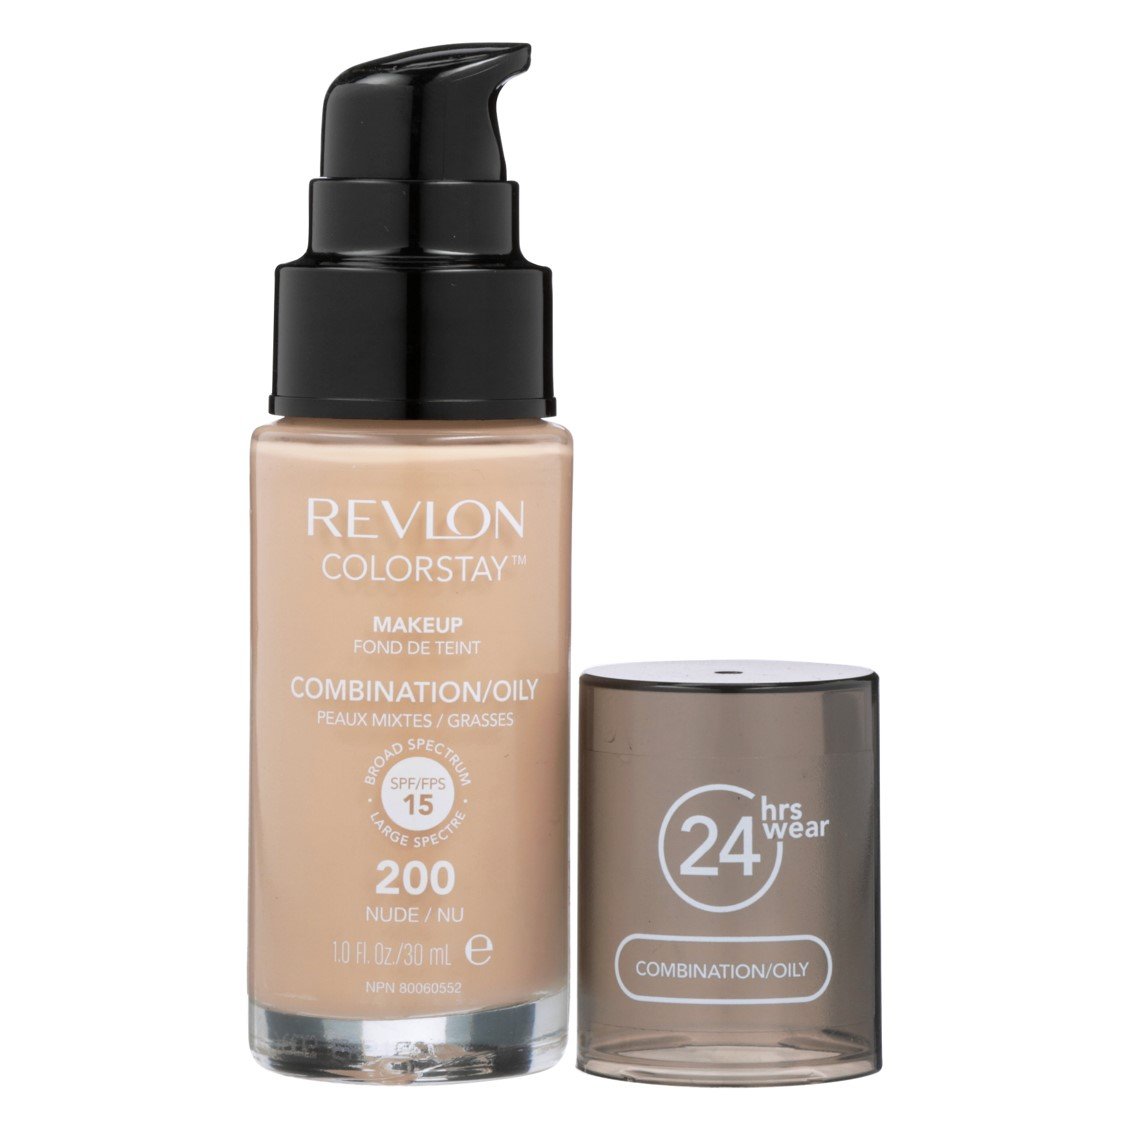 REVLON
COLORSTAY™
MAKEUP
FOND DE TEINT
COMBINATION/OILY
PEAUX MIXTES / GRASSES
BROAD SPECTRUM
SPF/FPS
15
• LARGE SPECTRE •
200
NUDE / NU
1.0 Fl. Oz./30 mL ℮
NPN 80060552
24 hrs
wear
COMBINATION/OILY